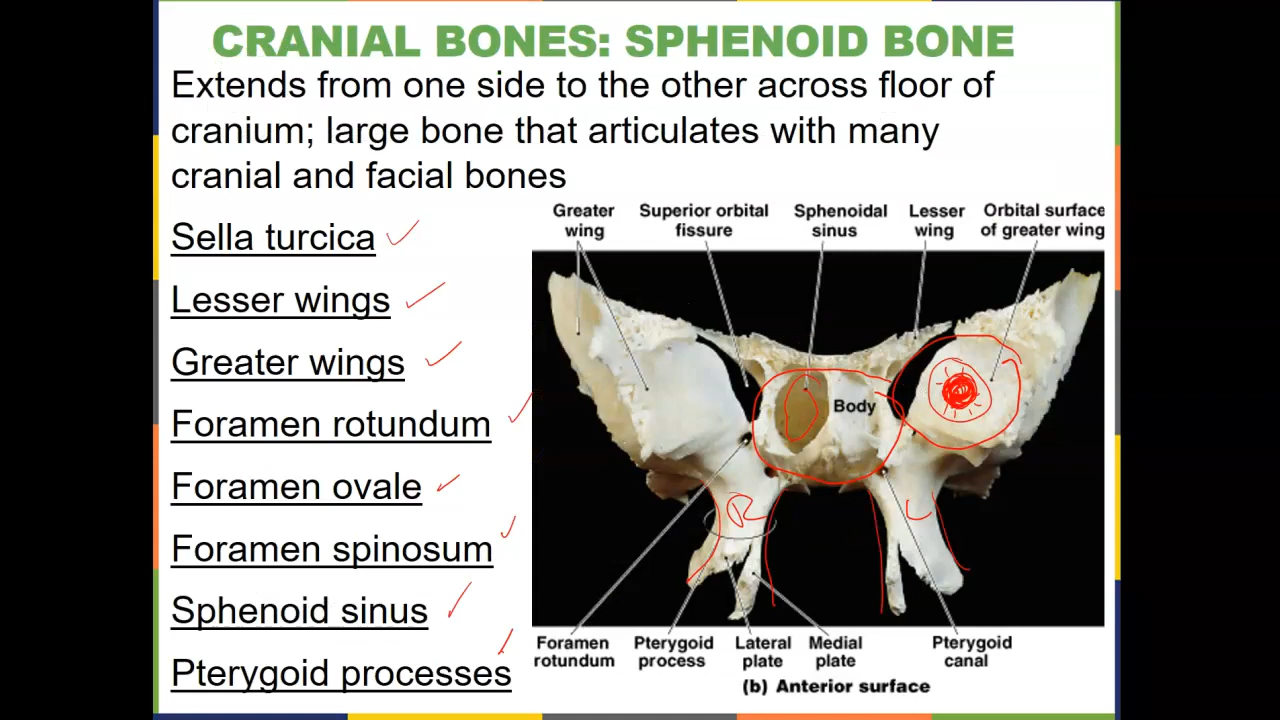 CRANIAL BONES: SPHENOID BONE
Extends from one side to the other across floor of
cranium; large bone that articulates with many
cranial and facial bones
Sella turcica
Lesser wings
Greater wings
Foramen rotundum
Foramen ovale
Foramen spinosum
Sphenoid sinus
Pterygoid processes
Greater
wing
Superior orbital
fissure
Sphenoidal
sinus
Lesser
wing
Orbital surface
of greater wing
Body
R
L
Foramen
rotundum
Pterygoid
process
Lateral
plate
Medial
plate
Pterygoid
canal
(b) Anterior surface